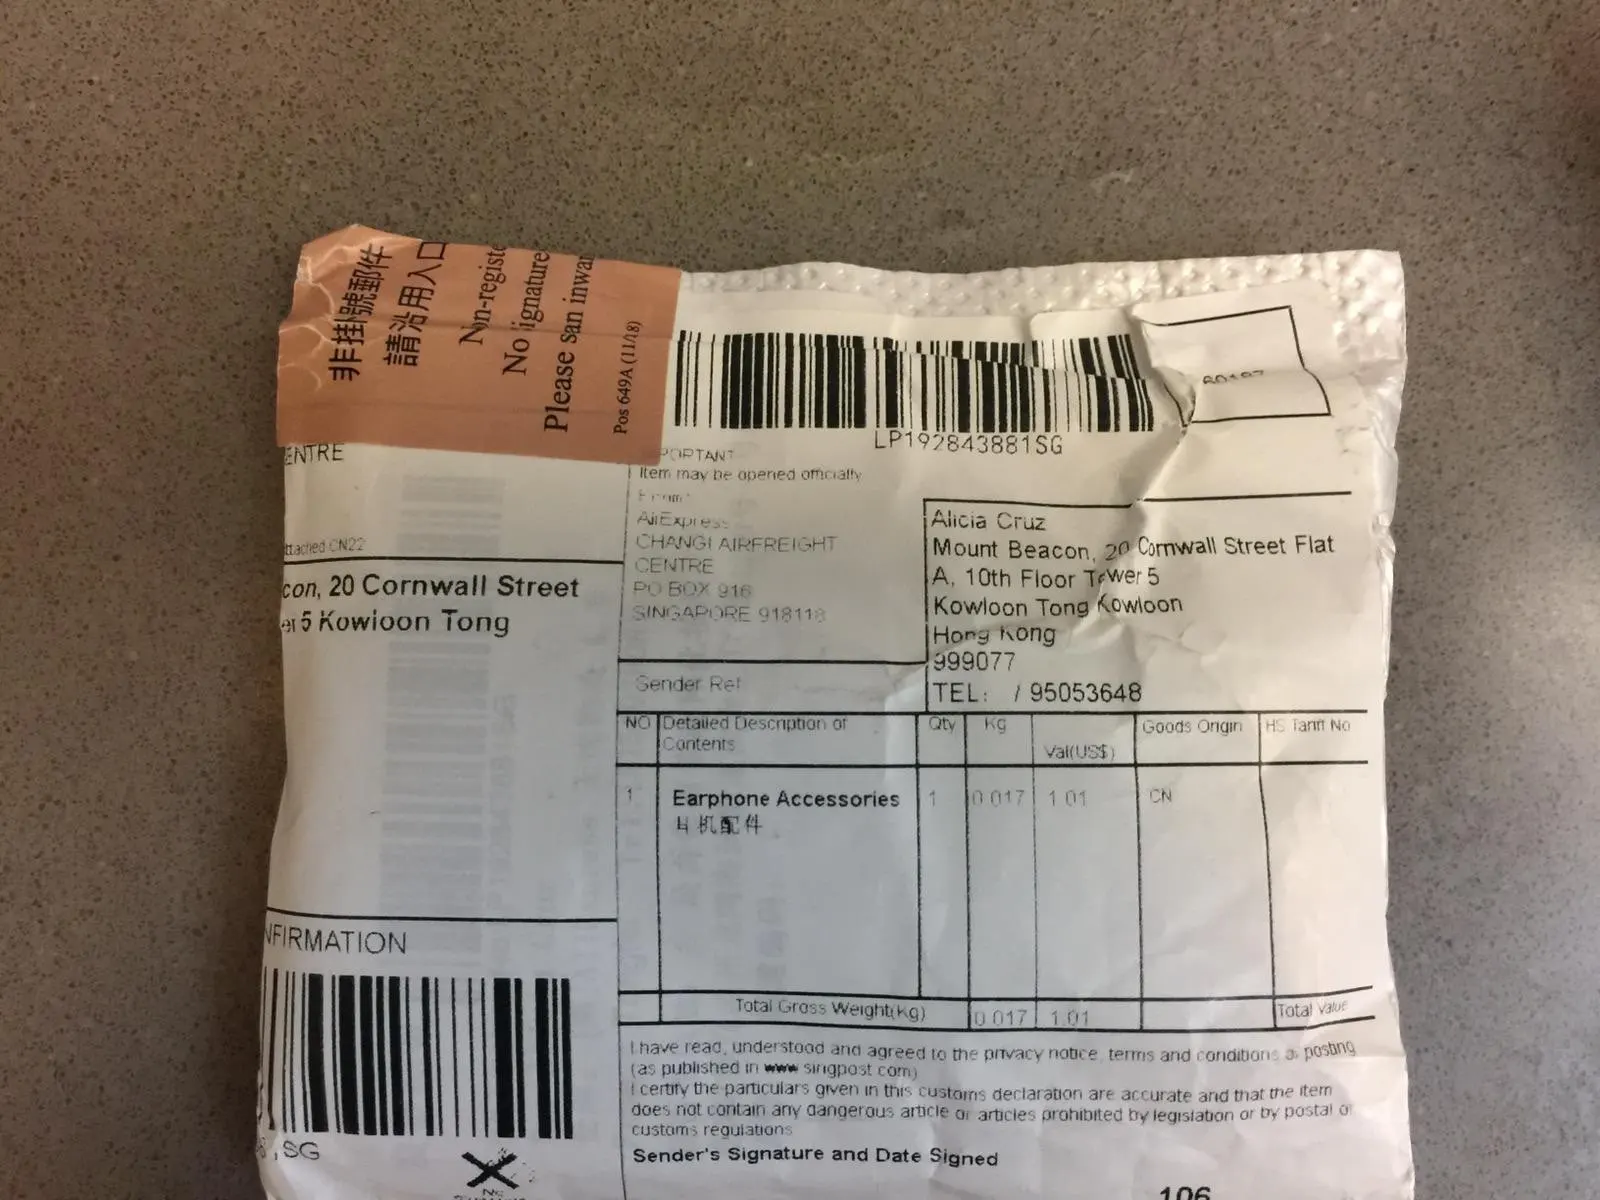 非掛號郵件
請沿用入口
Non-registe
No ignature
Please san inwar
Pos 649A (11/18)
LP192843881SG
ENTRE
PORTANT
Item may be opened officially
From:
AliExpress
CHANGI AIRFREIGHT
CENTRE
PO BOX 916
SINGAPORE 918118
Sender Ref
ttached CN22
con, 20 Cornwall Street
er 5 Kowloon Tong
Alicia Cruz
Mount Beacon, 20 Cornwall Street Flat
A, 10th Floor Tower 5
Kowloon Tong Kowloon
Hong Kong
999077
TEL: / 95053648
NO Detailed Description of Contents Qty Kg Val(US$) Goods Origin HS Tariff No
1 Earphone Accessories 1 0.017 1.01 CN
耳机配件
Total Gross Weight(Kg) 0.017 1.01 Total Value
NFIRMATION
SG
I have read, understood and agreed to the privacy notice, terms and conditions of posting
(as published in www.singpost.com)
I certify the particulars given in this customs declaration are accurate and that the item
does not contain any dangerous article or articles prohibited by legislation or by postal or
customs regulations
Sender's Signature and Date Signed
106